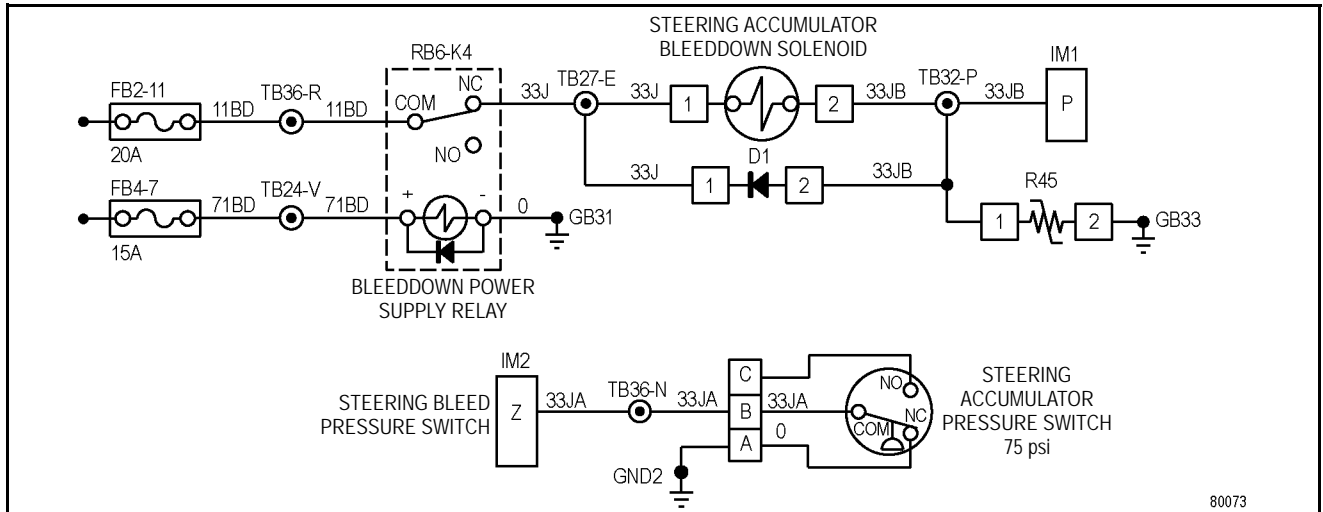 STEERING ACCUMULATOR
BLEEDDOWN SOLENOID
RB6-K4
IM1
FB2-11
TB36-R
NC
TB27-E
TB32-P
11BD
11BD
COM
33J
33J
1
2
33JB
33JB
P
20A
NO
D1
FB4-7
TB24-V
33J
1
2
33JB
R45
71BD
71BD
+
-
0
GB31
1
2
GB33
15A
BLEEDDOWN POWER
SUPPLY RELAY
IM2
C
NO
STEERING
ACCUMULATOR
PRESSURE SWITCH
75 psi
STEERING BLEED
PRESSURE SWITCH
Z
33JA
TB36-N
33JA
B
33JA
COM
NC
A
0
GND2
80073